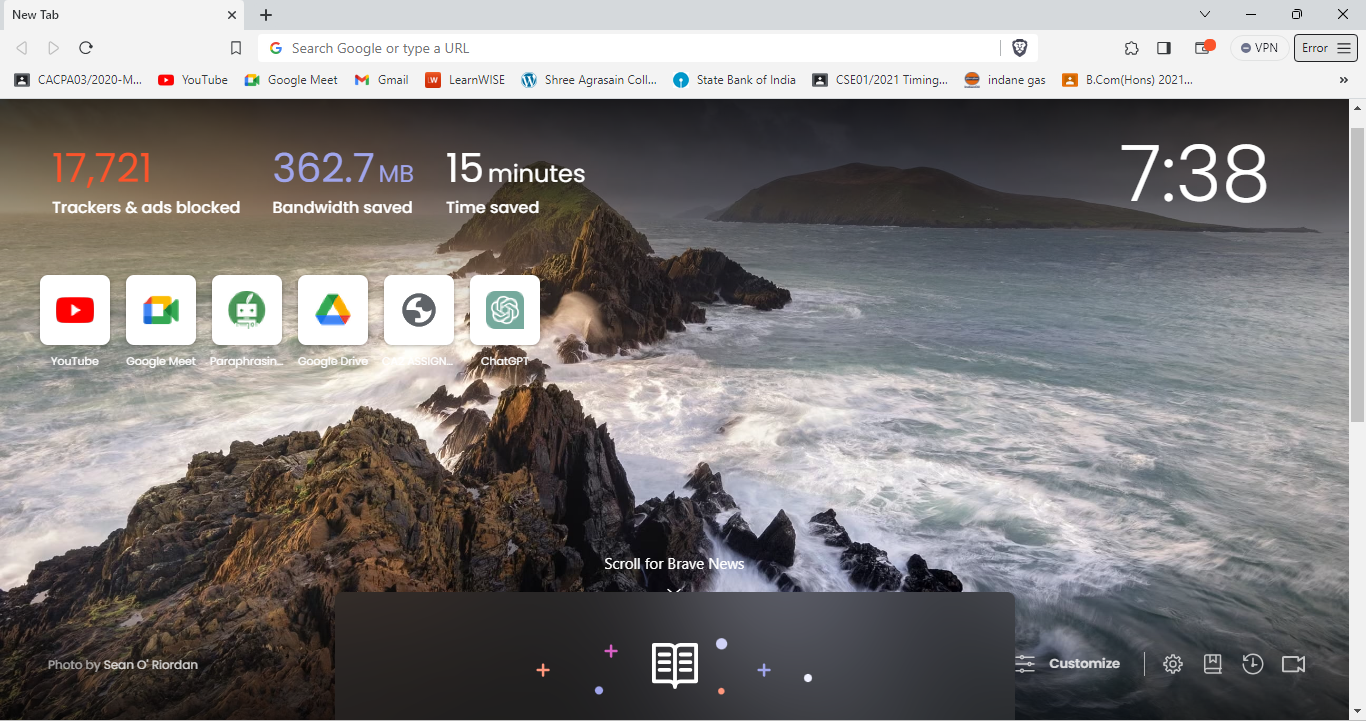 New Tab
Search Google or type a URL
VPN
Error
CACPA03/2020-M...
YouTube
Google Meet
Gmail
LearnWISE
Shree Agrasain Coll...
State Bank of India
CSE01/2021 Timing...
indane gas
B.Com(Hons) 2021...
17,721
Trackers & ads blocked
362.7 MB
Bandwidth saved
15 minutes
Time saved
7:38
YouTube
Google Meet
Paraphrasin...
Google Drive
ChatGPT
Scroll for Brave News
Photo by Sean O' Riordan
Customize